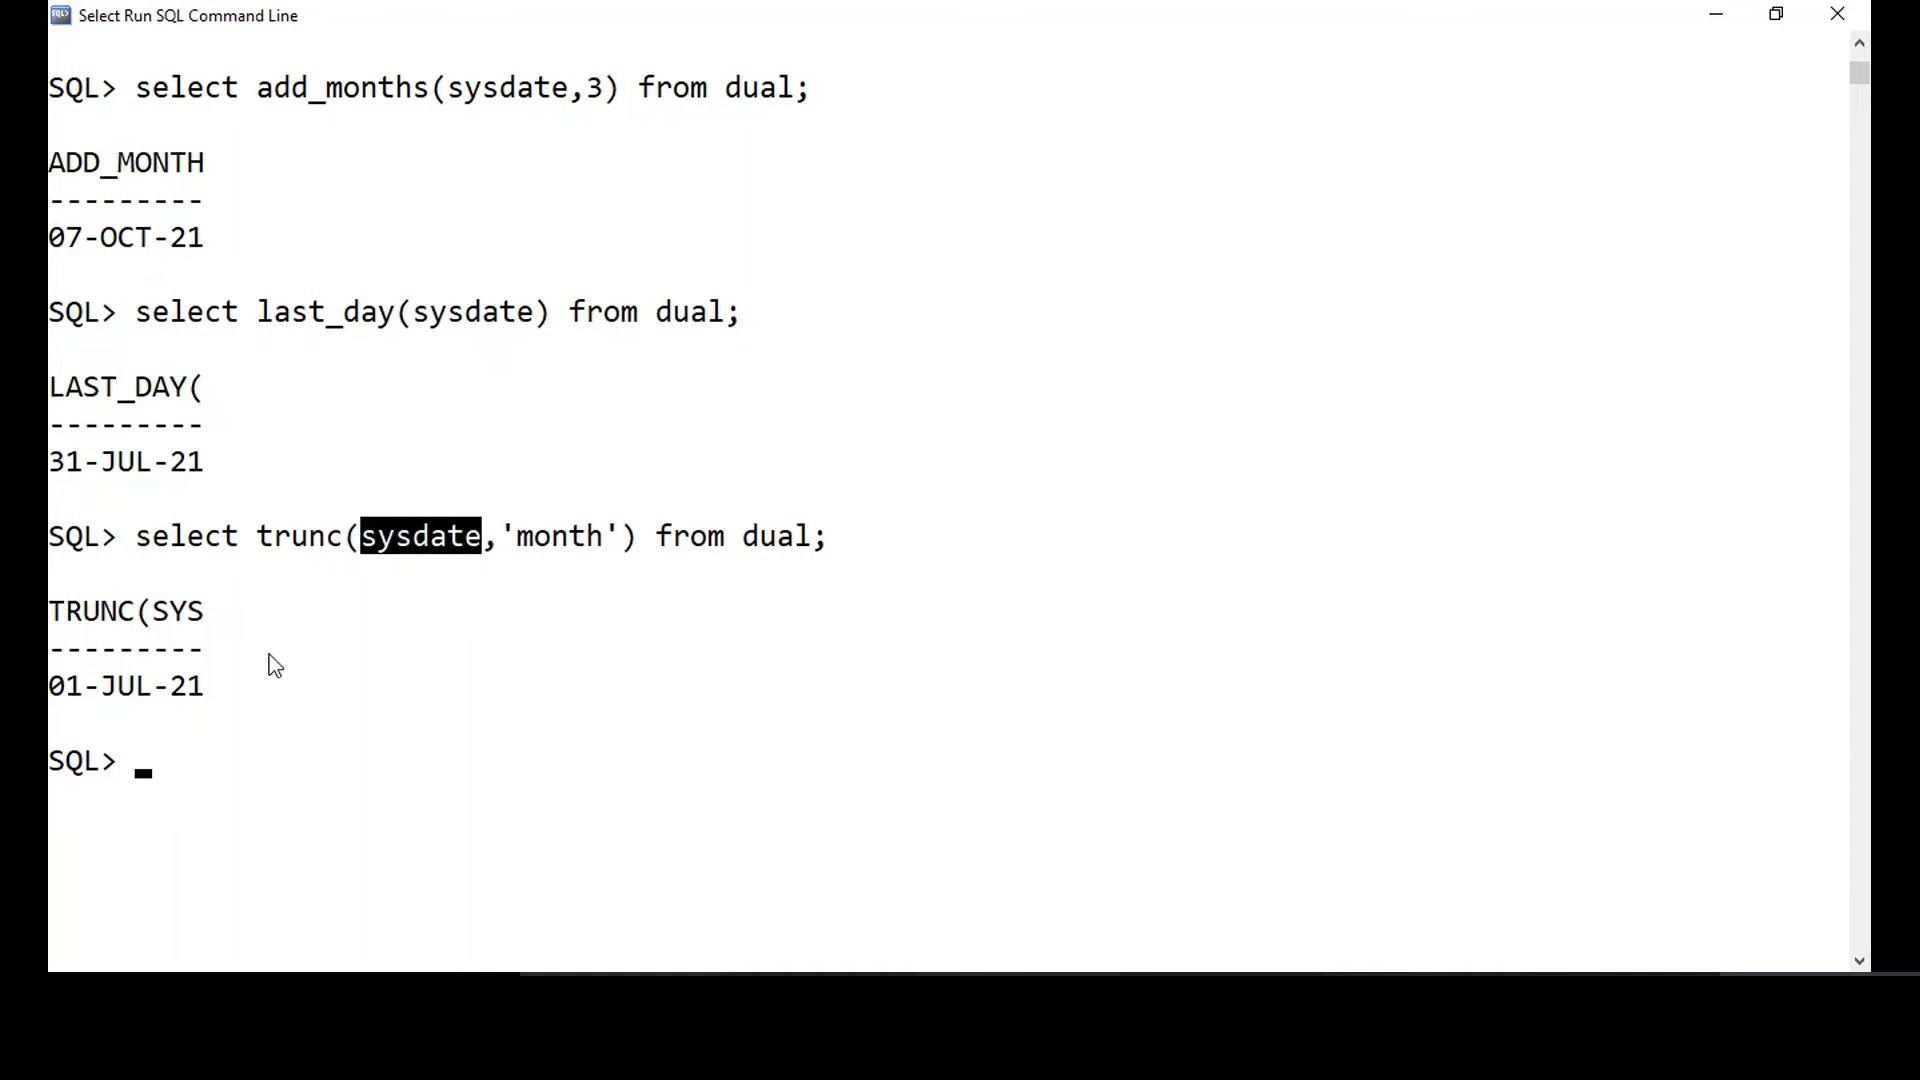 Select Run SQL Command Line
SQL> select add_months(sysdate,3) from dual;
ADD_MONTH
---------
07-OCT-21
SQL> select last_day(sysdate) from dual;
LAST_DAY(
---------
31-JUL-21
SQL> select trunc(sysdate,'month') from dual;
TRUNC(SYS
---------
01-JUL-21
SQL>